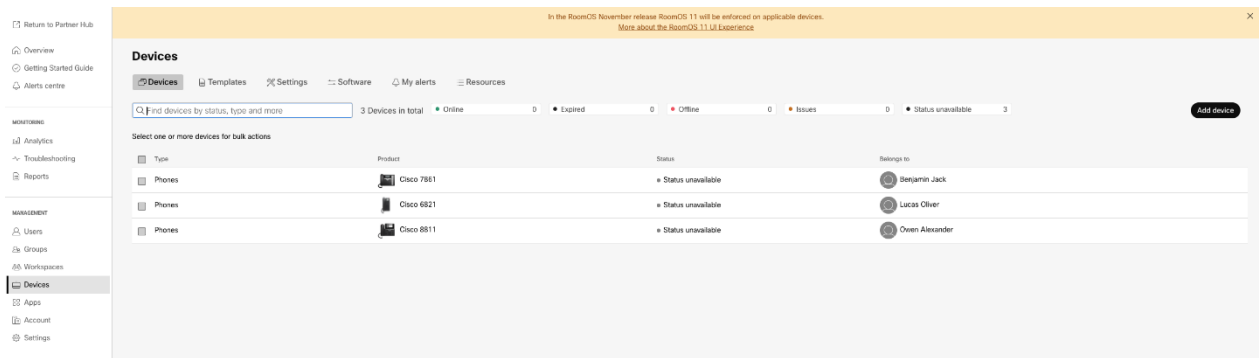 Return to Partner Hub
Overview
Getting Started Guide
Alerts centre
MONITORING
Analytics
Troubleshooting
Reports
MANAGEMENT
Users
Groups
Workspaces
Devices
Apps
Account
Settings
In the RoomOS November release RoomOS 11 will be enforced on applicable devices.
More about the RoomOS 11 UI Experience
Devices
Devices Templates Settings Software My alerts Resources
Find devices by status, type and more 3 Devices in total Online 0 Expired 0 Offline 0 Issues 0 Status unavailable 3 Add device
Select one or more devices for bulk actions
Type Product Status Belongs to
Phones Cisco 7861 Status unavailable Benjamin Jack
Phones Cisco 6821 Status unavailable Lucas Oliver
Phones Cisco 8811 Status unavailable Owen Alexander